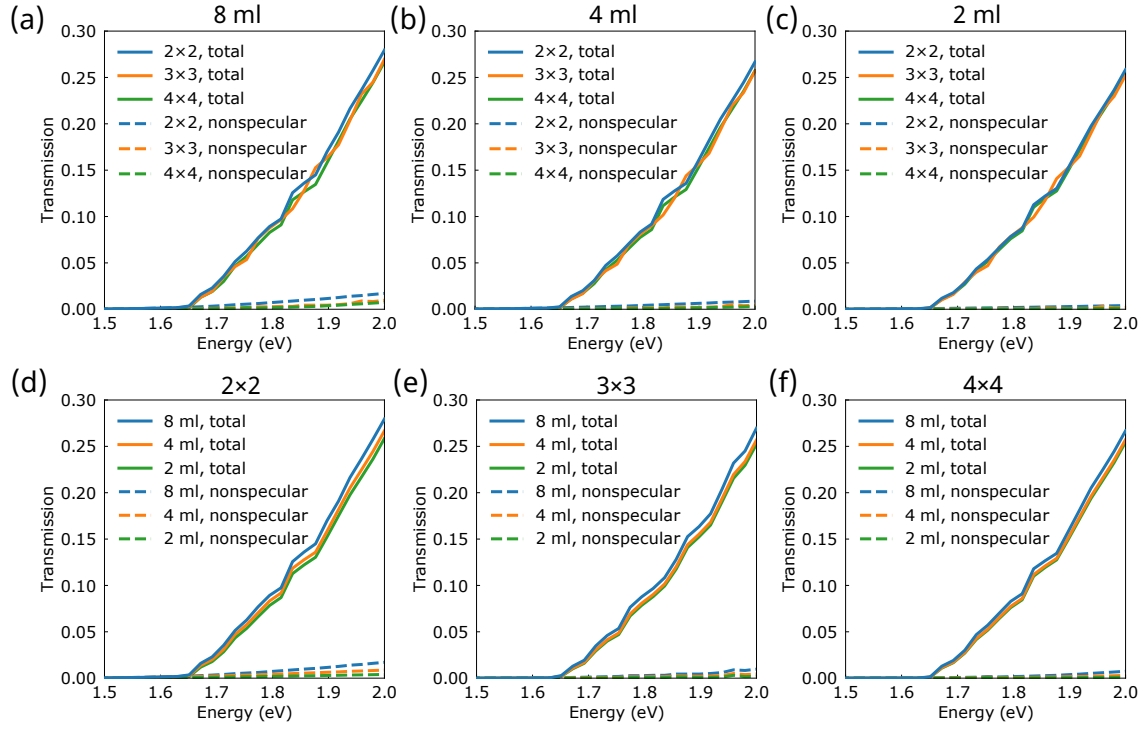 (a)
8 ml
0.30
0.25
0.20
0.15
0.10
0.05
0.00
Transmission
2×2, total
3×3, total
4×4, total
2×2, nonspecular
3×3, nonspecular
4×4, nonspecular
1.5
1.6
1.7
1.8
1.9
2.0
Energy (eV)
(b)
4 ml
0.30
0.25
0.20
0.15
0.10
0.05
0.00
Transmission
2×2, total
3×3, total
4×4, total
2×2, nonspecular
3×3, nonspecular
4×4, nonspecular
1.5
1.6
1.7
1.8
1.9
2.0
Energy (eV)
(c)
2 ml
0.30
0.25
0.20
0.15
0.10
0.05
0.00
Transmission
2×2, total
3×3, total
4×4, total
2×2, nonspecular
3×3, nonspecular
4×4, nonspecular
1.5
1.6
1.7
1.8
1.9
2.0
Energy (eV)
(d)
2×2
0.30
0.25
0.20
0.15
0.10
0.05
0.00
Transmission
8 ml, total
4 ml, total
2 ml, total
8 ml, nonspecular
4 ml, nonspecular
2 ml, nonspecular
1.5
1.6
1.7
1.8
1.9
2.0
Energy (eV)
(e)
3×3
0.30
0.25
0.20
0.15
0.10
0.05
0.00
Transmission
8 ml, total
4 ml, total
2 ml, total
8 ml, nonspecular
4 ml, nonspecular
2 ml, nonspecular
1.5
1.6
1.7
1.8
1.9
2.0
Energy (eV)
(f)
4×4
0.30
0.25
0.20
0.15
0.10
0.05
0.00
Transmission
8 ml, total
4 ml, total
2 ml, total
8 ml, nonspecular
4 ml, nonspecular
2 ml, nonspecular
1.5
1.6
1.7
1.8
1.9
2.0
Energy (eV)